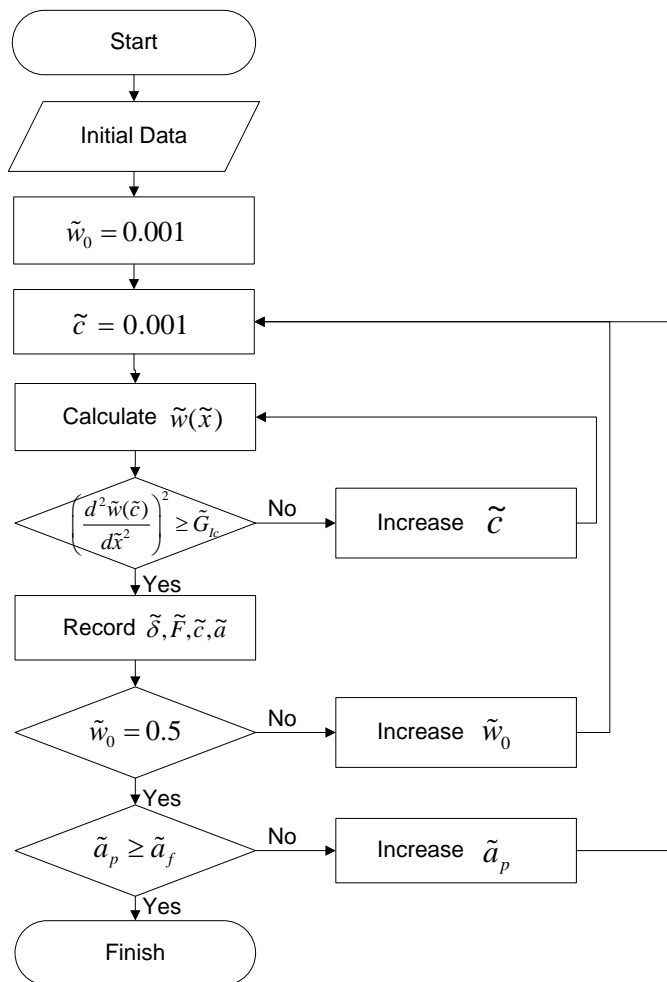 Start
Initial Data
w̃₀ = 0.001
c̃ = 0.001
Calculate w̃(x̃)
(d²w̃(c̃)/dx̃²)² ≥ G̃_Ic
No
Increase c̃
Yes
Record δ̃, F̃, c̃, ã
w̃₀ = 0.5
No
Increase w̃₀
Yes
ã_p ≥ ã_f
No
Increase ã_p
Yes
Finish